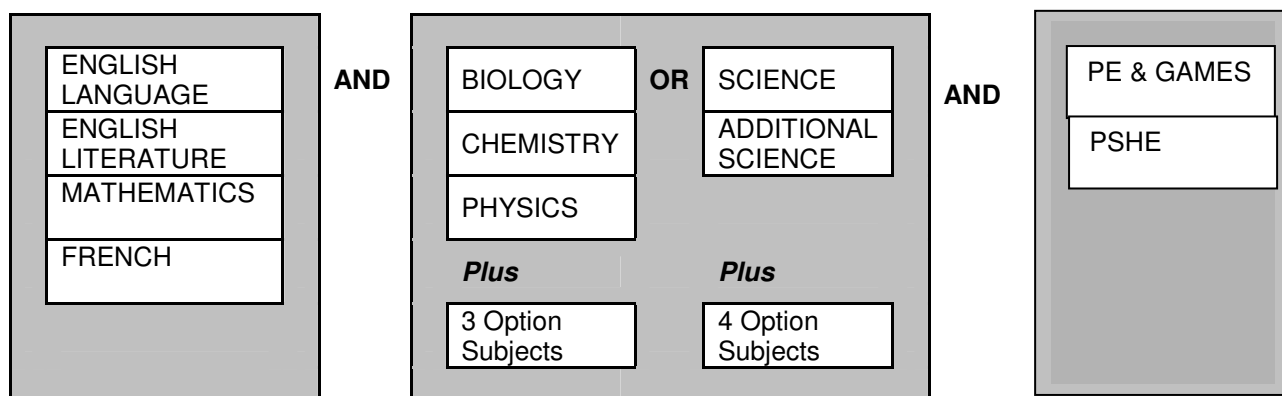 ENGLISH
LANGUAGE
ENGLISH
LITERATURE
MATHEMATICS
FRENCH
AND
BIOLOGY
CHEMISTRY
PHYSICS
Plus
3 Option
Subjects
OR
SCIENCE
ADDITIONAL
SCIENCE
Plus
4 Option
Subjects
AND
PE & GAMES
PSHE